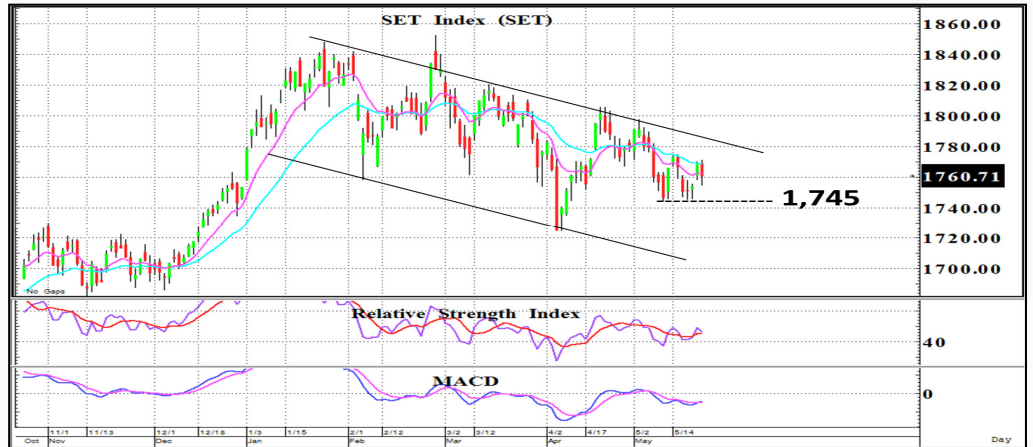 SET Index (SET)
1860.00
1840.00
1820.00
1800.00
1780.00
1760.71
1,745
1740.00
1720.00
1700.00
No Gaps
Relative Strength Index
40
MACD
0
11/1 11/13 12/1 12/18 1/3 1/15 2/1 2/12 3/2 3/12 4/2 4/17 5/2 5/14
Oct Nov Dec Jan Feb Mar Apr May Day